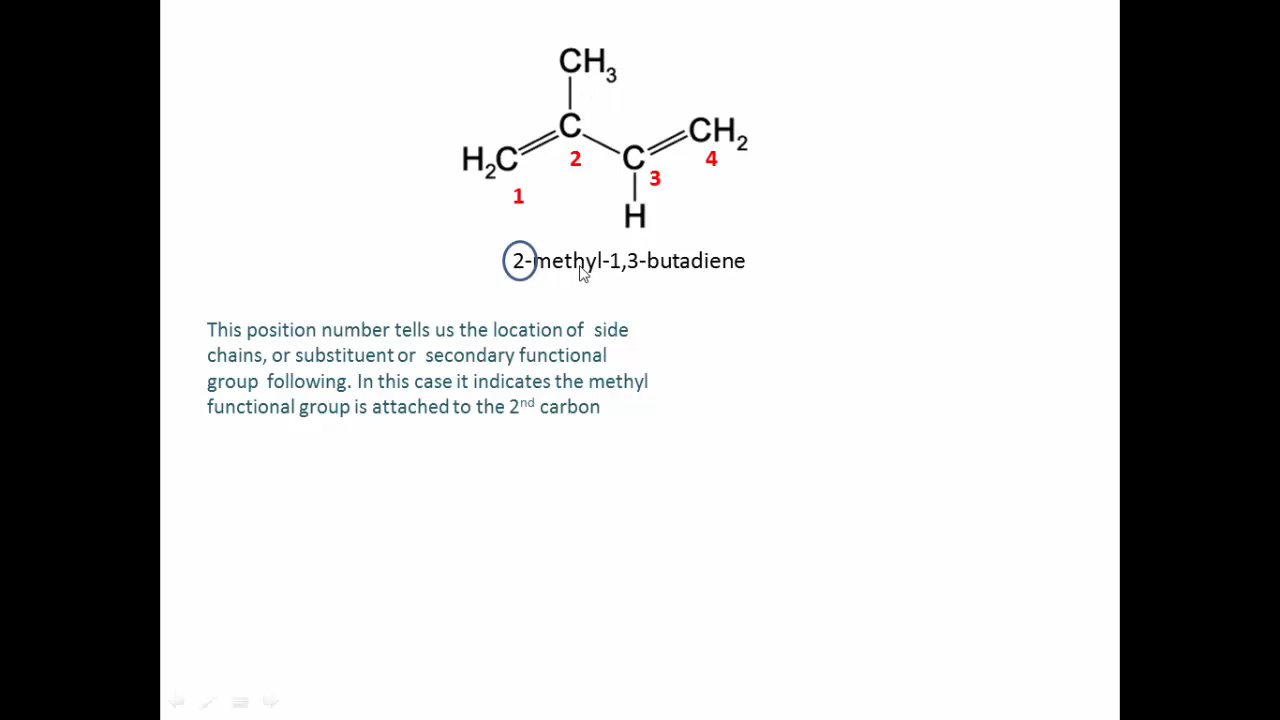 CH3
H2C C C CH2
1 2 3 4
H
2-methyl-1,3-butadiene
This position number tells us the location of side
chains, or substituent or secondary functional
group following. In this case it indicates the methyl
functional group is attached to the 2nd carbon